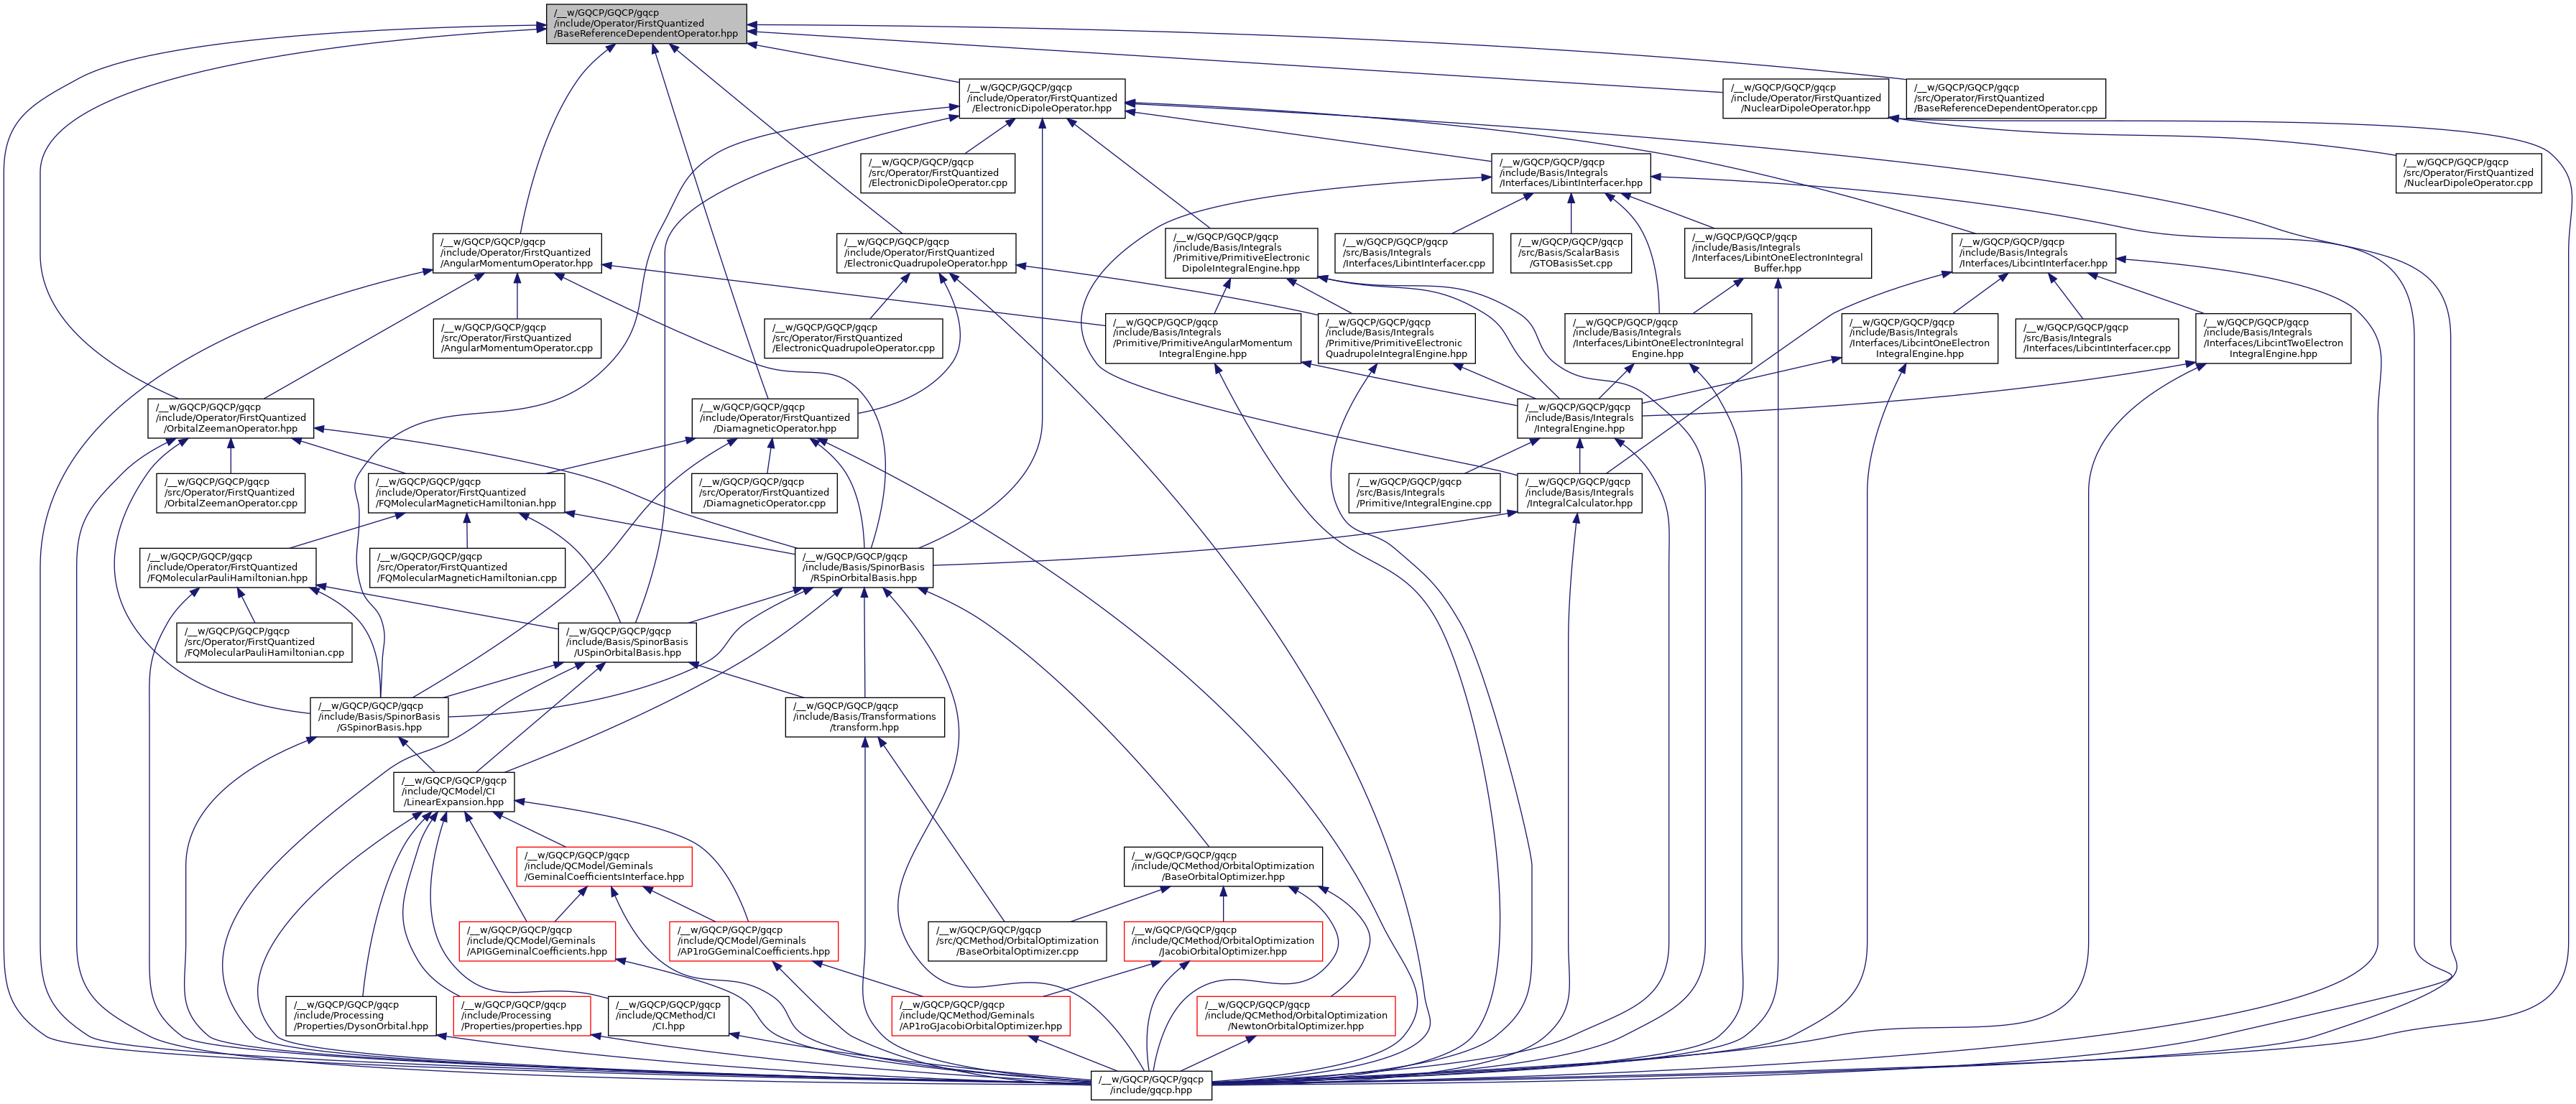 /__w/GQCP/GQCP/gqcp
/include/Operator/FirstQuantized
/BaseReferenceDependentOperator.hpp
/__w/GQCP/GQCP/gqcp
/include/Operator/FirstQuantized
/ElectronicDipoleOperator.hpp
/__w/GQCP/GQCP/gqcp
/include/Operator/FirstQuantized
/NuclearDipoleOperator.hpp
/__w/GQCP/GQCP/gqcp
/src/Operator/FirstQuantized
/BaseReferenceDependentOperator.cpp
/__w/GQCP/GQCP/gqcp
/src/Operator/FirstQuantized
/ElectronicDipoleOperator.cpp
/__w/GQCP/GQCP/gqcp
/include/Basis/Integrals
/Interfaces/LibintInterfacer.hpp
/__w/GQCP/GQCP/gqcp
/src/Operator/FirstQuantized
/NuclearDipoleOperator.cpp
/__w/GQCP/GQCP/gqcp
/include/Operator/FirstQuantized
/AngularMomentumOperator.hpp
/__w/GQCP/GQCP/gqcp
/include/Operator/FirstQuantized
/ElectronicQuadrupoleOperator.hpp
/__w/GQCP/GQCP/gqcp
/include/Basis/Integrals
/Primitive/PrimitiveElectronic
DipoleIntegralEngine.hpp
/__w/GQCP/GQCP/gqcp
/src/Basis/Integrals
/Interfaces/LibintInterfacer.cpp
/__w/GQCP/GQCP/gqcp
/src/Basis/ScalarBasis
/GTOBasisSet.cpp
/__w/GQCP/GQCP/gqcp
/include/Basis/Integrals
/Interfaces/LibintOneElectronIntegral
Buffer.hpp
/__w/GQCP/GQCP/gqcp
/include/Basis/Integrals
/Interfaces/LibcintInterfacer.hpp
/__w/GQCP/GQCP/gqcp
/src/Operator/FirstQuantized
/AngularMomentumOperator.cpp
/__w/GQCP/GQCP/gqcp
/src/Operator/FirstQuantized
/ElectronicQuadrupoleOperator.cpp
/__w/GQCP/GQCP/gqcp
/include/Basis/Integrals
/Primitive/PrimitiveAngularMomentum
IntegralEngine.hpp
/__w/GQCP/GQCP/gqcp
/include/Basis/Integrals
/Primitive/PrimitiveElectronic
QuadrupoleIntegralEngine.hpp
/__w/GQCP/GQCP/gqcp
/include/Basis/Integrals
/Interfaces/LibintOneElectronIntegral
Engine.hpp
/__w/GQCP/GQCP/gqcp
/include/Basis/Integrals
/Interfaces/LibcintOneElectron
IntegralEngine.hpp
/__w/GQCP/GQCP/gqcp
/src/Basis/Integrals
/Interfaces/LibcintInterfacer.cpp
/__w/GQCP/GQCP/gqcp
/include/Basis/Integrals
/Interfaces/LibcintTwoElectron
IntegralEngine.hpp
/__w/GQCP/GQCP/gqcp
/include/Operator/FirstQuantized
/OrbitalZeemanOperator.hpp
/__w/GQCP/GQCP/gqcp
/include/Operator/FirstQuantized
/DiamagneticOperator.hpp
/__w/GQCP/GQCP/gqcp
/include/Basis/Integrals
/IntegralEngine.hpp
/__w/GQCP/GQCP/gqcp
/src/Operator/FirstQuantized
/OrbitalZeemanOperator.cpp
/__w/GQCP/GQCP/gqcp
/include/Operator/FirstQuantized
/FQMolecularMagneticHamiltonian.hpp
/__w/GQCP/GQCP/gqcp
/src/Operator/FirstQuantized
/DiamagneticOperator.cpp
/__w/GQCP/GQCP/gqcp
/src/Basis/Integrals
/Primitive/IntegralEngine.cpp
/__w/GQCP/GQCP/gqcp
/include/Basis/Integrals
/IntegralCalculator.hpp
/__w/GQCP/GQCP/gqcp
/include/Operator/FirstQuantized
/FQMolecularPauliHamiltonian.hpp
/__w/GQCP/GQCP/gqcp
/src/Operator/FirstQuantized
/FQMolecularMagneticHamiltonian.cpp
/__w/GQCP/GQCP/gqcp
/include/Basis/SpinorBasis
/RSpinOrbitalBasis.hpp
/__w/GQCP/GQCP/gqcp
/src/Operator/FirstQuantized
/FQMolecularPauliHamiltonian.cpp
/__w/GQCP/GQCP/gqcp
/include/Basis/SpinorBasis
/USpinOrbitalBasis.hpp
/__w/GQCP/GQCP/gqcp
/include/Basis/SpinorBasis
/GSpinorBasis.hpp
/__w/GQCP/GQCP/gqcp
/include/Basis/Transformations
/transform.hpp
/__w/GQCP/GQCP/gqcp
/include/QCModel/CI
/LinearExpansion.hpp
/__w/GQCP/GQCP/gqcp
/include/QCModel/Geminals
/GeminalCoefficientsInterface.hpp
/__w/GQCP/GQCP/gqcp
/include/QCMethod/OrbitalOptimization
/BaseOrbitalOptimizer.hpp
/__w/GQCP/GQCP/gqcp
/include/QCModel/Geminals
/APIGGeminalCoefficients.hpp
/__w/GQCP/GQCP/gqcp
/include/QCModel/Geminals
/AP1roGGeminalCoefficients.hpp
/__w/GQCP/GQCP/gqcp
/src/QCMethod/OrbitalOptimization
/BaseOrbitalOptimizer.cpp
/__w/GQCP/GQCP/gqcp
/include/QCMethod/OrbitalOptimization
/JacobiOrbitalOptimizer.hpp
/__w/GQCP/GQCP/gqcp
/include/Processing
/Properties/DysonOrbital.hpp
/__w/GQCP/GQCP/gqcp
/include/Processing
/Properties/properties.hpp
/__w/GQCP/GQCP/gqcp
/include/QCMethod/CI
/CI.hpp
/__w/GQCP/GQCP/gqcp
/include/QCMethod/Geminals
/AP1roGJacobiOrbitalOptimizer.hpp
/__w/GQCP/GQCP/gqcp
/include/QCMethod/OrbitalOptimization
/NewtonOrbitalOptimizer.hpp
/__w/GQCP/GQCP/gqcp
/include/gqcp.hpp